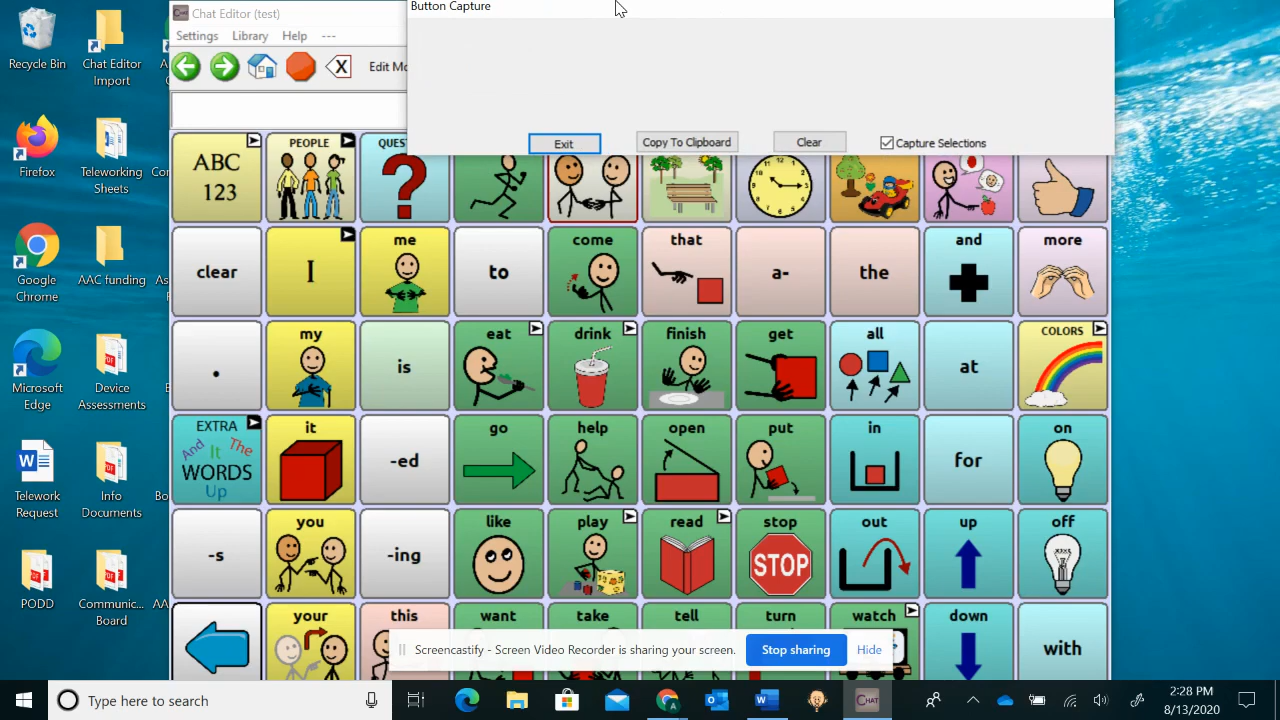 Button Capture
Chat Editor (test)
Settings Library Help ---
Edit Mo
Exit Copy To Clipboard Clear Capture Selections
Recycle Bin
Chat Editor Import
Firefox
Teleworking Sheets
Google Chrome
AAC funding
Microsoft Edge
Device Assessments
Telework Request
Info Documents
PODD
Communic... Board
ABC 123 PEOPLE QUES
clear I me to come that a- the and more
. my is eat drink finish get all at COLORS
EXTRA And It The WORDS Up it -ed go help open put in for on
-s you -ing like play read stop STOP out up off
your this want take tell turn watch down with
Screencastify - Screen Video Recorder is sharing your screen. Stop sharing Hide
Type here to search
CHAT
2:28 PM
8/13/2020